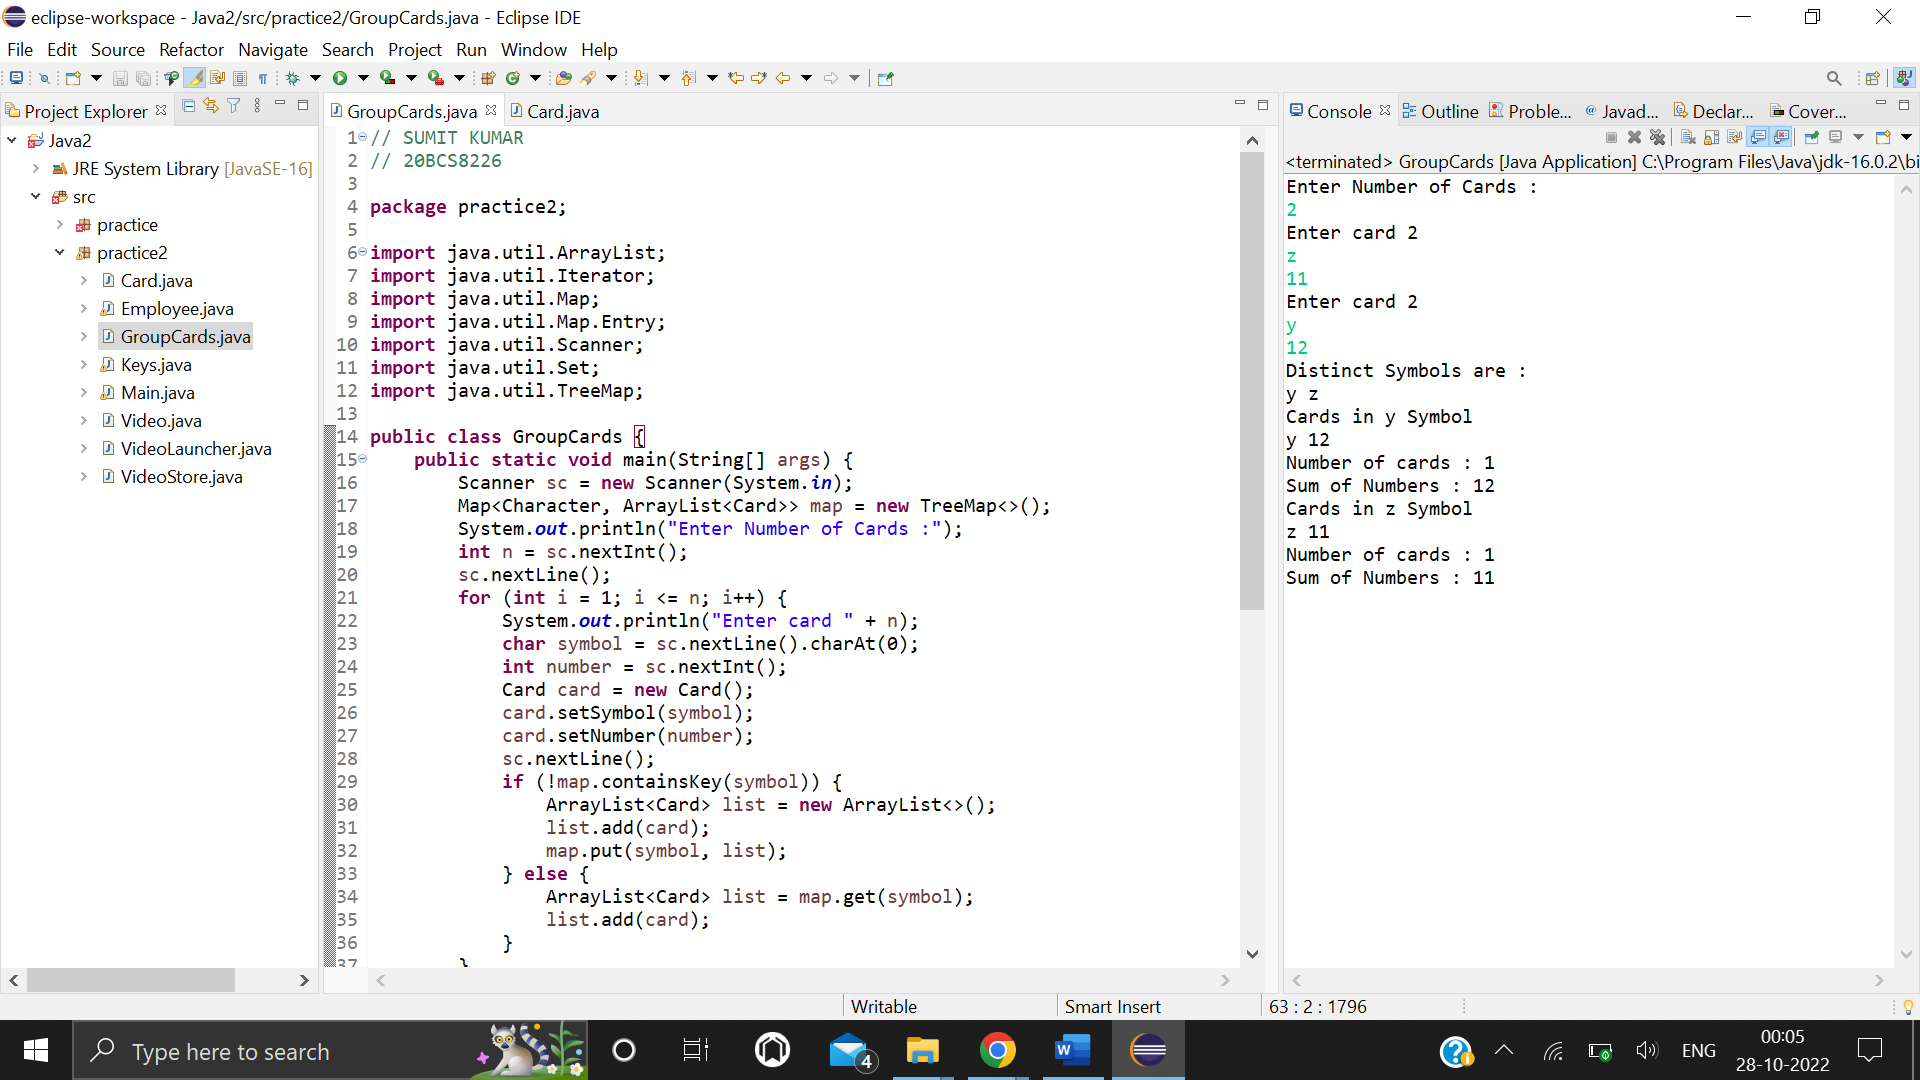 eclipse-workspace - Java2/src/practice2/GroupCards.java - Eclipse IDE
File Edit Source Refactor Navigate Search Project Run Window Help
Project Explorer
Java2
JRE System Library [JavaSE-16]
src
practice
practice2
Card.java
Employee.java
GroupCards.java
Keys.java
Main.java
Video.java
VideoLauncher.java
VideoStore.java
GroupCards.java Card.java
1 // SUMIT KUMAR
2 // 20BCS8226
3
4 package practice2;
5
6 import java.util.ArrayList;
7 import java.util.Iterator;
8 import java.util.Map;
9 import java.util.Map.Entry;
10 import java.util.Scanner;
11 import java.util.Set;
12 import java.util.TreeMap;
13
14 public class GroupCards {
15 public static void main(String[] args) {
16 Scanner sc = new Scanner(System.in);
17 Map<Character, ArrayList<Card>> map = new TreeMap<>();
18 System.out.println("Enter Number of Cards :");
19 int n = sc.nextInt();
20 sc.nextLine();
21 for (int i = 1; i <= n; i++) {
22 System.out.println("Enter card " + n);
23 char symbol = sc.nextLine().charAt(0);
24 int number = sc.nextInt();
25 Card card = new Card();
26 card.setSymbol(symbol);
27 card.setNumber(number);
28 sc.nextLine();
29 if (!map.containsKey(symbol)) {
30 ArrayList<Card> list = new ArrayList<>();
31 list.add(card);
32 map.put(symbol, list);
33 } else {
34 ArrayList<Card> list = map.get(symbol);
35 list.add(card);
36 }
37 }
Console Outline Proble... Javad... Declar... Cover...
<terminated> GroupCards [Java Application] C:\Program Files\Java\jdk-16.0.2\bi
Enter Number of Cards :
2
Enter card 2
z
11
Enter card 2
y
12
Distinct Symbols are :
y z
Cards in y Symbol
y 12
Number of cards : 1
Sum of Numbers : 12
Cards in z Symbol
z 11
Number of cards : 1
Sum of Numbers : 11
Writable Smart Insert 63 : 2 : 1796
Type here to search
4
ENG
00:05
28-10-2022